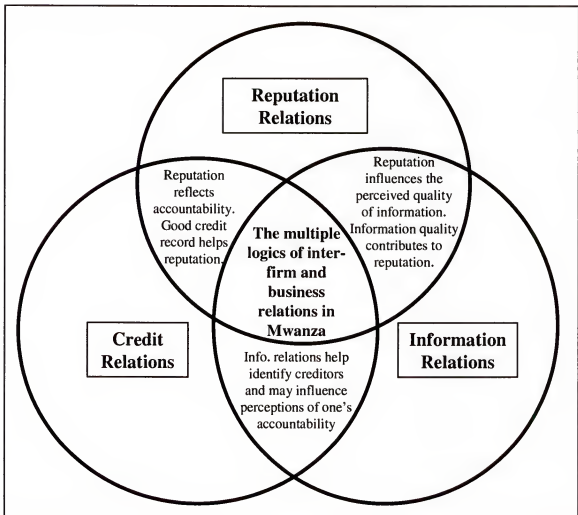 Reputation
Relations
Reputation
reflects
accountability.
Good credit
record helps
reputation.
Reputation
influences the
perceived quality
of information.
Information quality
contributes to
reputation.
The multiple
logics of inter-
firm and
business
relations in
Mwanza
Credit
Relations
Information
Relations
Info. relations help
identify creditors
and may influence
perceptions of one's
accountability